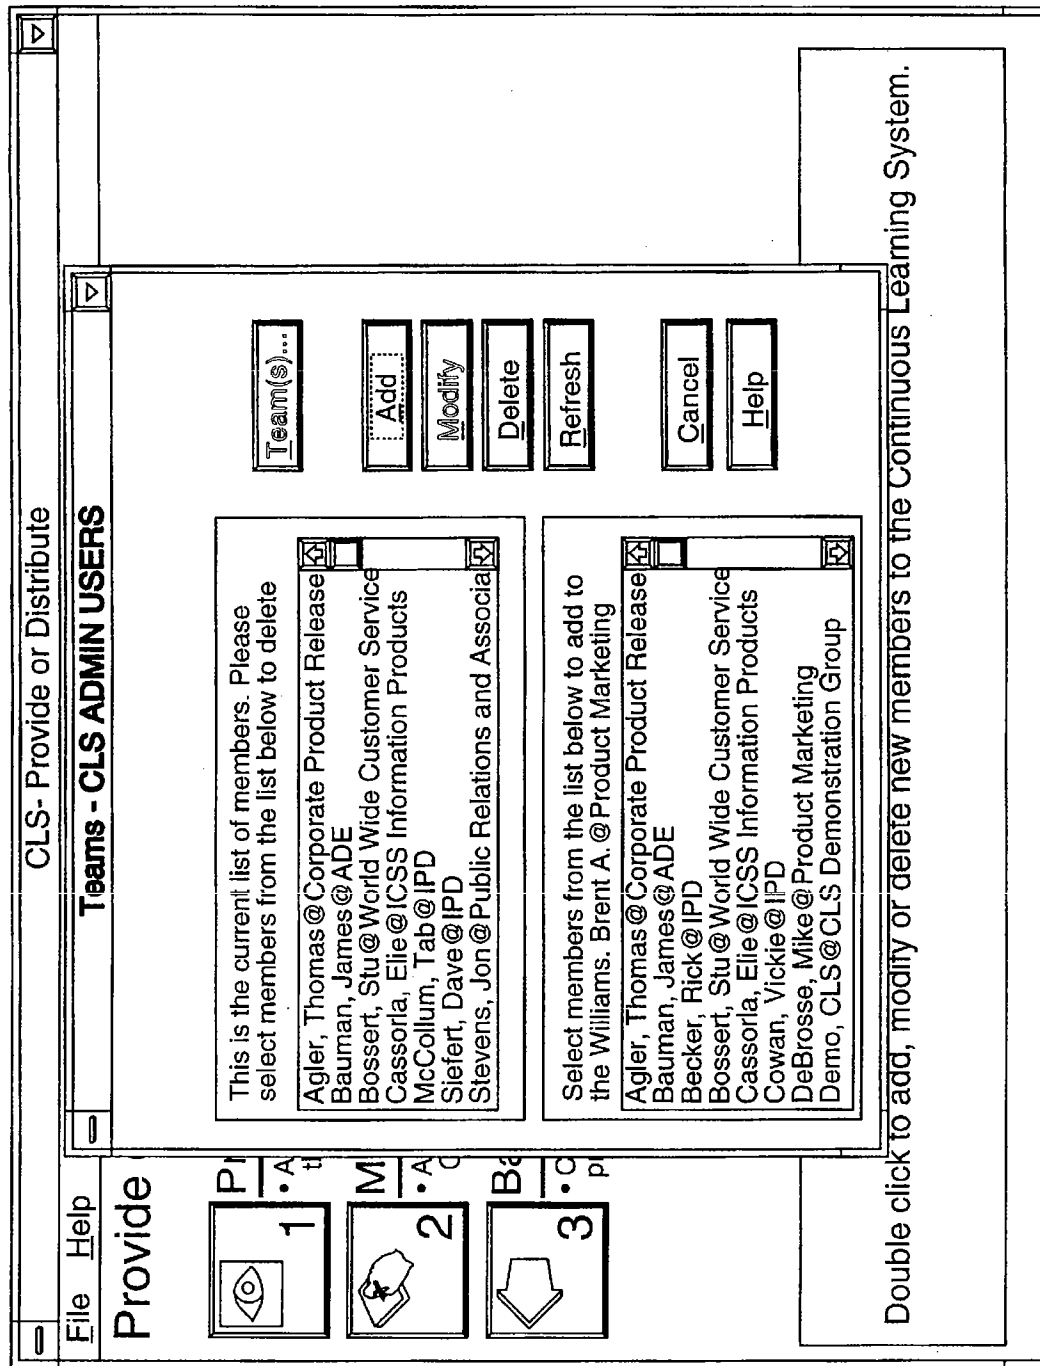 CLS- Provide or Distribute
Teams - CLS ADMIN USERS
File Help
Provide
1
Pr
• A
th
2
M
• A
3
Ba
• C
pr
This is the current list of members. Please
select members from the list below to delete
Agler, Thomas@Corporate Product Release
Bauman, James@ADE
Bossert, Stu@World Wide Customer Service
Cassorla, Elie@ICSS Information Products
McCollum, Tab@IPD
Siefert, Dave@IPD
Stevens, Jon@Public Relations and Associa
Select members from the list below to add to
the Williams. Brent A.@Product Marketing
Agler, Thomas@Corporate Product Release
Bauman, James@ADE
Becker, Rick@IPD
Bossert, Stu@World Wide Customer Service
Cassorla, Elie@ICSS Information Products
Cowan, Vickie@IPD
DeBrosse, Mike@Product Marketing
Demo, CLS@CLS Demonstration Group
Team(s)...
Add
Modify
Delete
Refresh
Cancel
Help
Double click to add, modify or delete new members to the Continuous Learning System.